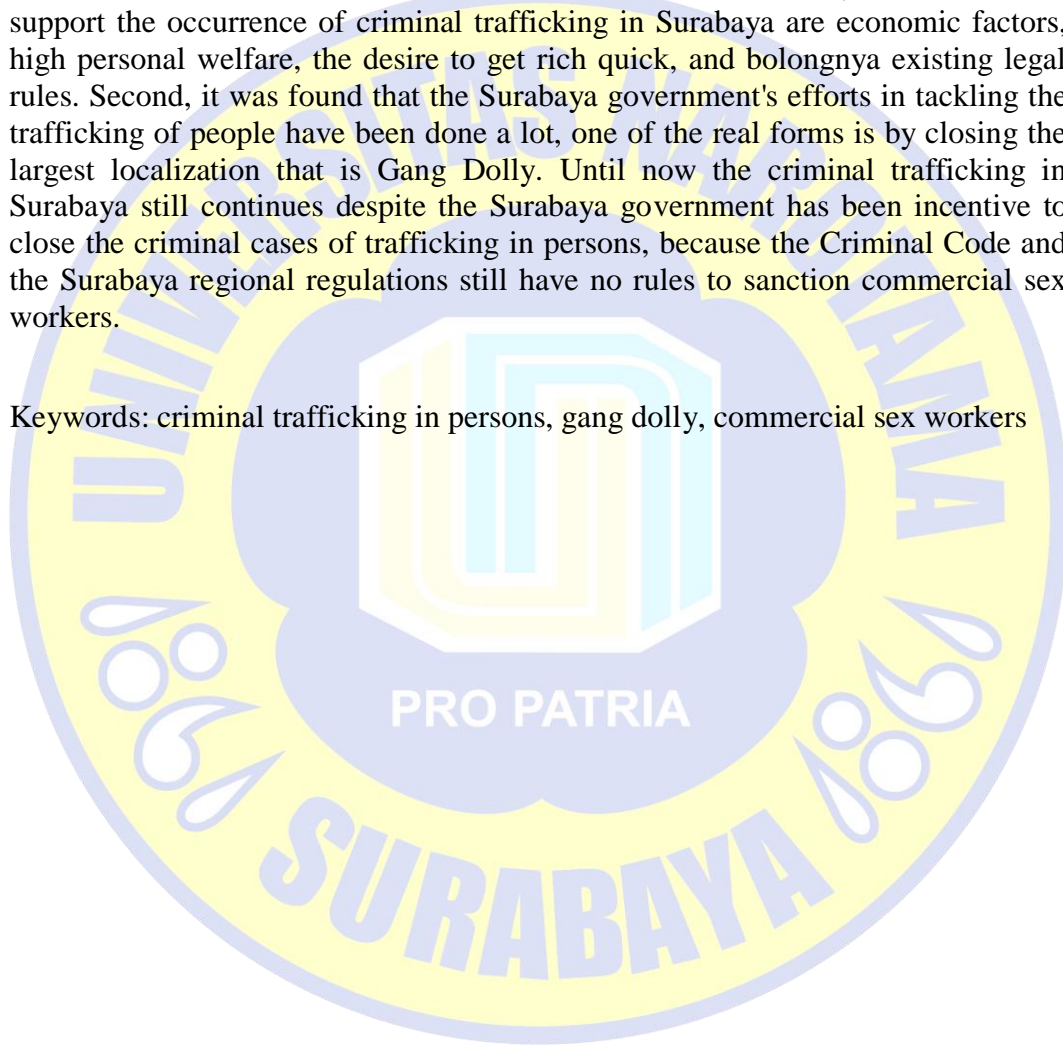 support the occurrence of criminal trafficking in Surabaya are economic factors,
high personal welfare, the desire to get rich quick, and bolongnya existing legal
rules. Second, it was found that the Surabaya government's efforts in tackling the
trafficking of people have been done a lot, one of the real forms is by closing the
largest localization that is Gang Dolly. Until now the criminal trafficking in
Surabaya still continues despite the Surabaya government has been incentive to
close the criminal cases of trafficking in persons, because the Criminal Code and
the Surabaya regional regulations still have no rules to sanction commercial sex
workers.
Keywords: criminal trafficking in persons, gang dolly, commercial sex workers
UNIVERSITAS NAROTAMA
PRO PATRIA
SURABAYA
1981